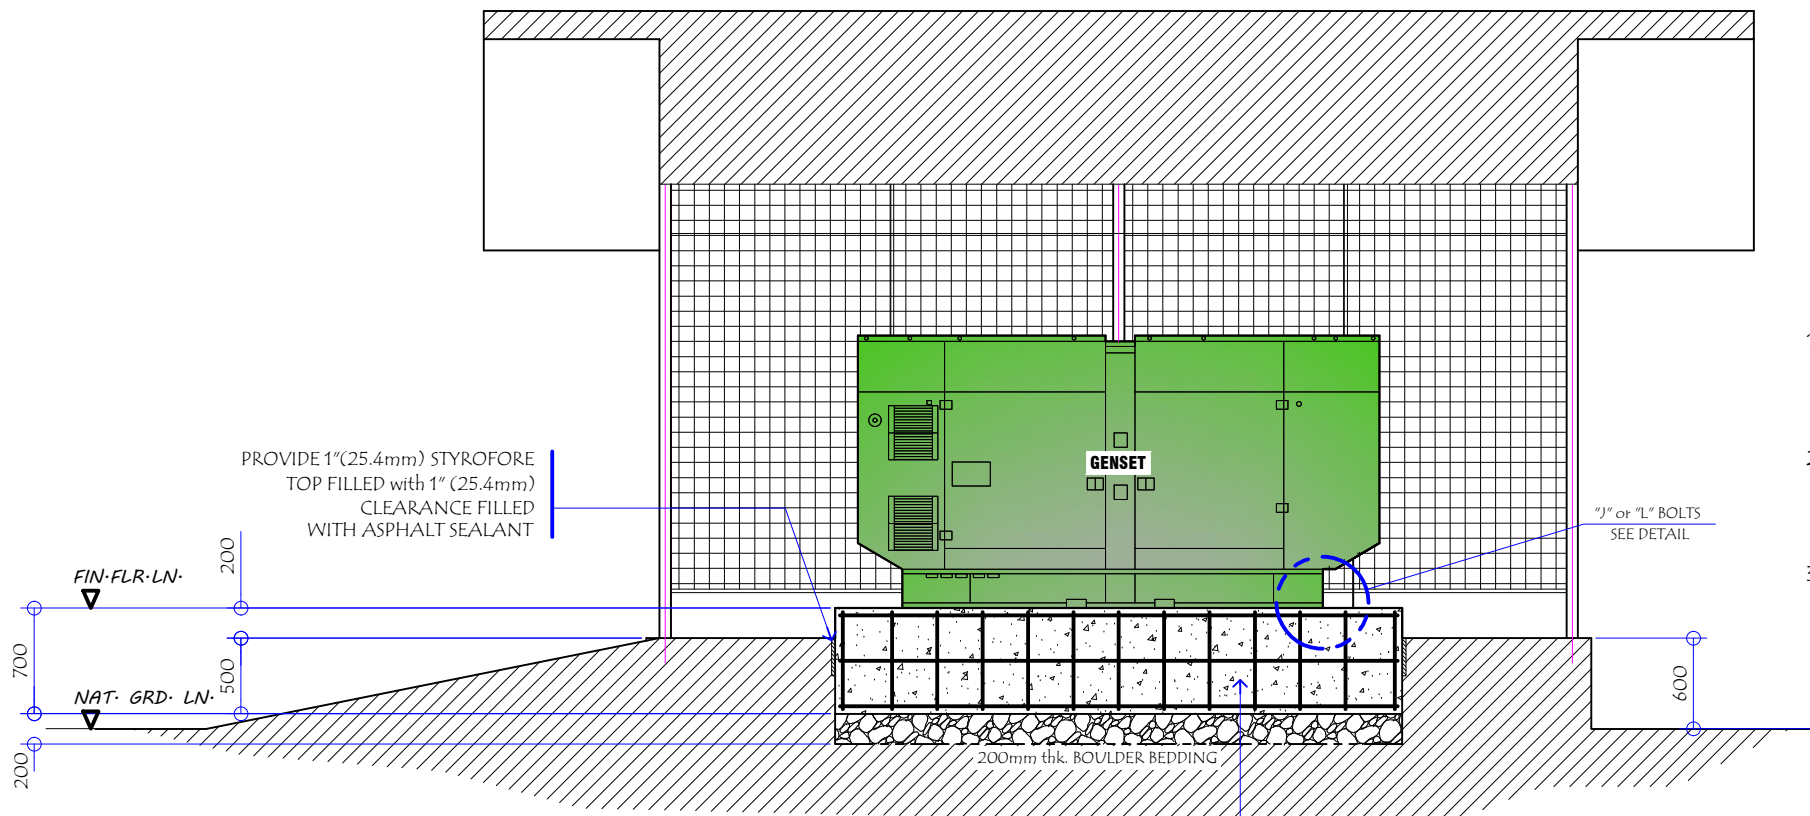 PROVIDE 1"(25.4mm) STYROFORE
TOP FILLED with 1" (25.4mm)
CLEARANCE FILLED
WITH ASPHALT SEALANT
GENSET
"J" or "L" BOLTS
SEE DETAIL
FIN.FLR.LN.
NAT. GRD. LN.
200
700
500
200
600
200mm thk. BOULDER BEDDING